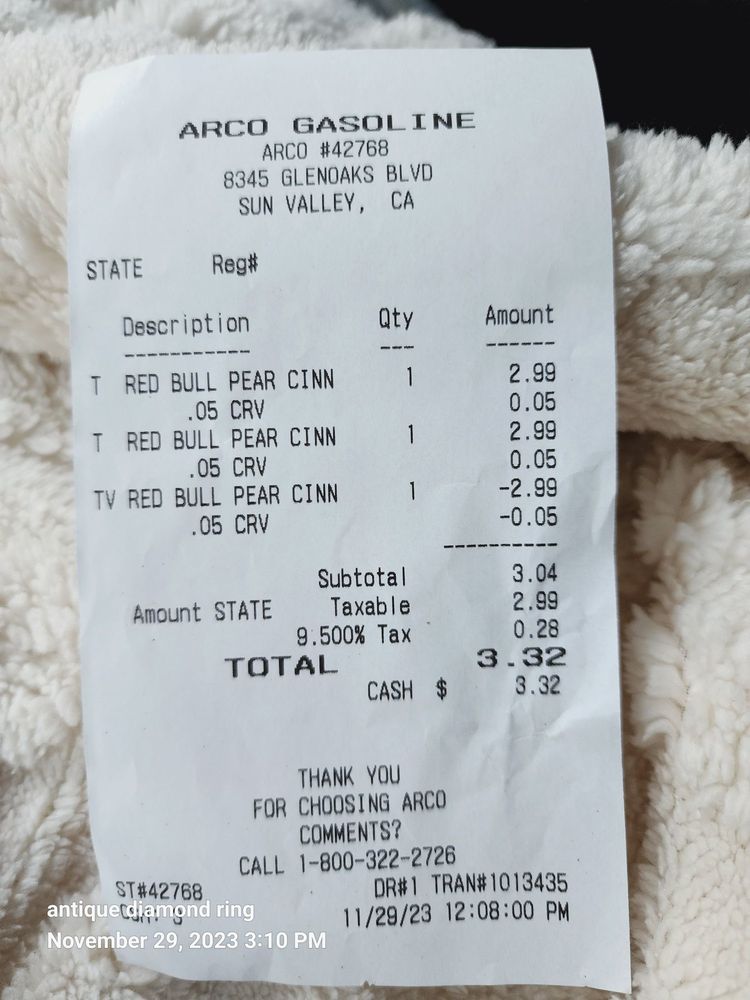 ARCO GASOLINE
ARCO #42768
8345 GLENOAKS BLVD
SUN VALLEY, CA
STATE Reg#
Description Qty Amount
----------- --- ------
T RED BULL PEAR CINN 1 2.99
.05 CRV 0.05
T RED BULL PEAR CINN 1 2.99
.05 CRV 0.05
TV RED BULL PEAR CINN 1 -2.99
.05 CRV -0.05
----------
Subtotal 3.04
Amount STATE Taxable 2.99
9.500% Tax 0.28
TOTAL 3.32
CASH $ 3.32
THANK YOU
FOR CHOOSING ARCO
COMMENTS?
CALL 1-800-322-2726
ST#42768 DR#1 TRAN#1013435
11/29/23 12:08:00 PM
antique diamond ring
November 29, 2023 3:10 PM